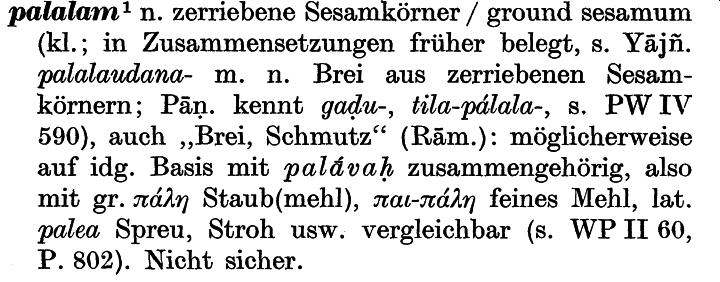 palalam¹ n. zerriebene Sesamkörner / ground sesamum
(kl.; in Zusammensetzungen früher belegt, s. Yājñ.
palalaudana- m. n. Brei aus zerriebenen Sesam-
körnern; Pāṇ. kennt gaḍu-, tila-pálala-, s. PW IV
590), auch ,,Brei, Schmutz“ (Rām.): möglicherweise
auf idg. Basis mit palā́vaḥ zusammengehörig, also
mit gr. πάλη Staub(mehl), παι-πάλη feines Mehl, lat.
palea Spreu, Stroh usw. vergleichbar (s. WP II 60,
P. 802). Nicht sicher.